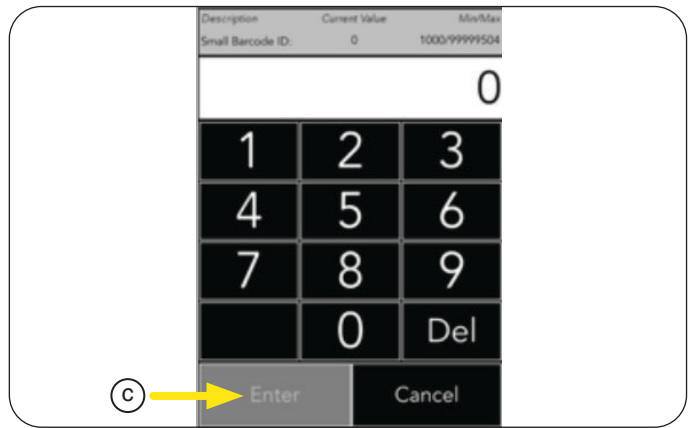 Description Current Value Min/Max
Small Barcode ID: 0 1000/99999504
0
1 2 3
4 5 6
7 8 9
0 Del
C Enter Cancel